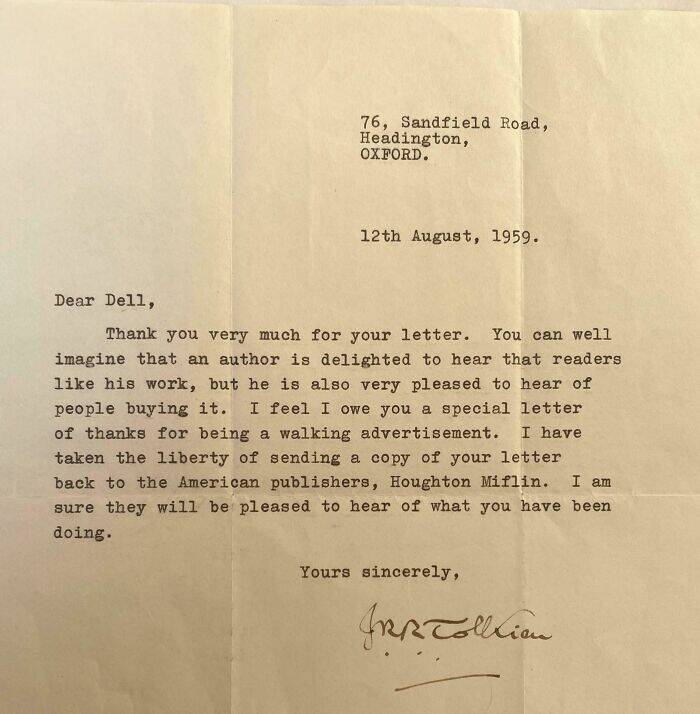 76, Sandfield Road,
Headington,
OXFORD.
12th August, 1959.
Dear Dell,
Thank you very much for your letter. You can well
imagine that an author is delighted to hear that readers
like his work, but he is also very pleased to hear of
people buying it. I feel I owe you a special letter
of thanks for being a walking advertisement. I have
taken the liberty of sending a copy of your letter
back to the American publishers, Houghton Miflin. I am
sure they will be pleased to hear of what you have been
doing.
Yours sincerely,
JRRTolkien